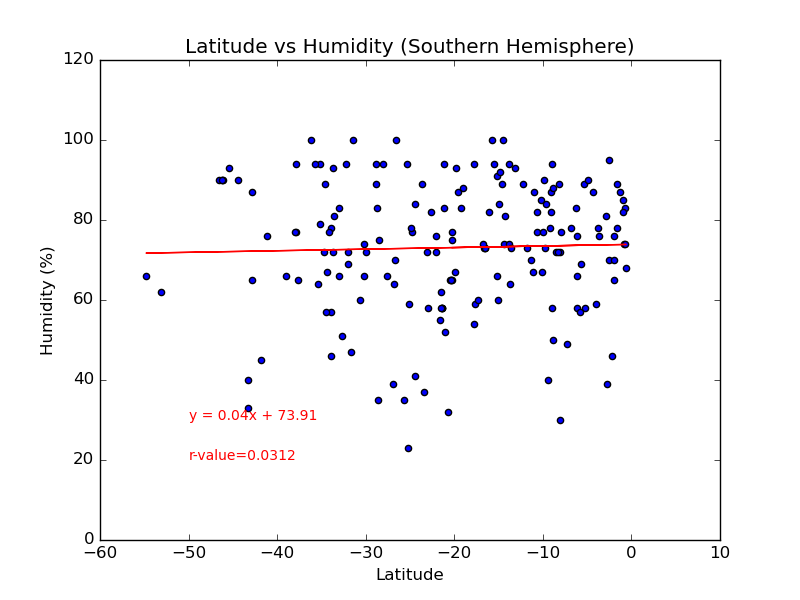 Latitude vs Humidity (Southern Hemisphere)
120
100
80
60
40
20
0
Humidity (%)
y = 0.04x + 73.91
r-value=0.0312
−60 −50 −40 −30 −20 −10 0 10
Latitude